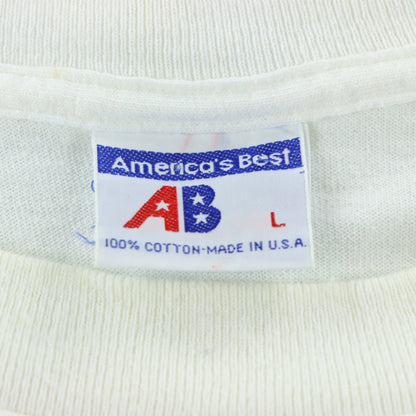 America's Best
AB L
100% COTTON-MADE IN U.S.A.